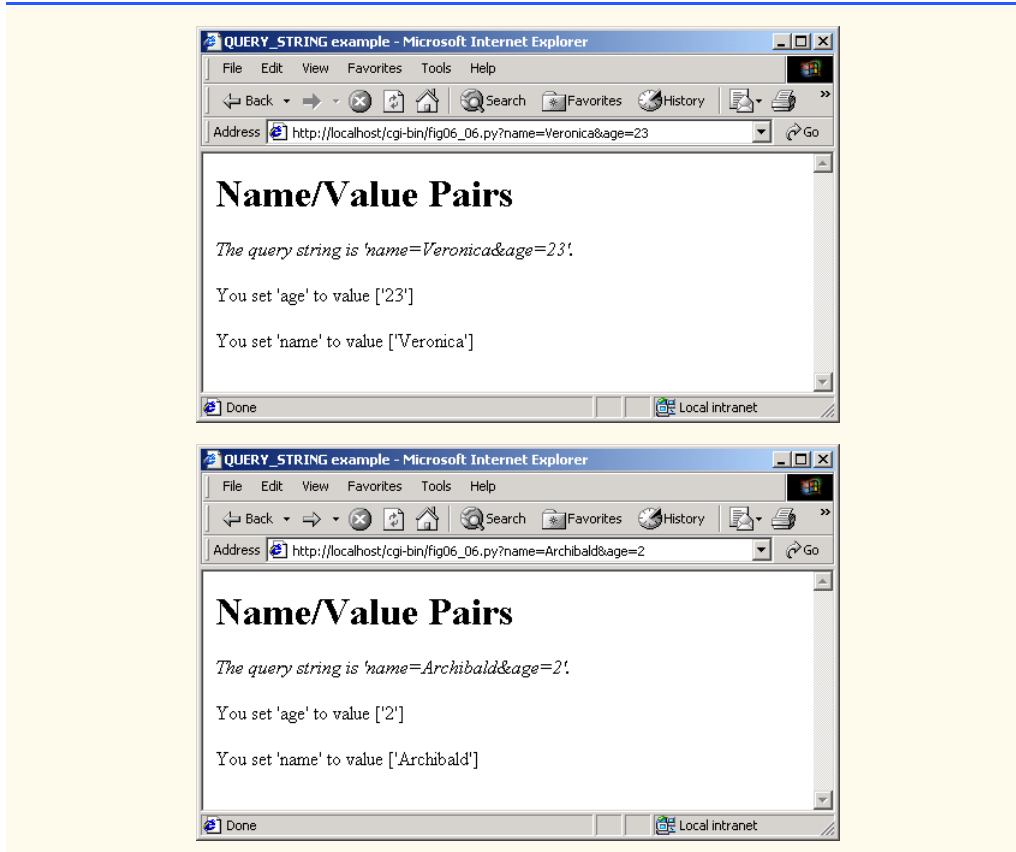 QUERY_STRING example - Microsoft Internet Explorer
File Edit View Favorites Tools Help
Back Search Favorites History »
Address http://localhost/cgi-bin/fig06_06.py?name=Veronica&age=23 Go
Name/Value Pairs
The query string is 'name=Veronica&age=23'.
You set 'age' to value ['23']
You set 'name' to value ['Veronica']
Done Local intranet
QUERY_STRING example - Microsoft Internet Explorer
File Edit View Favorites Tools Help
Back Search Favorites History »
Address http://localhost/cgi-bin/fig06_06.py?name=Archibald&age=2 Go
Name/Value Pairs
The query string is 'name=Archibald&age=2'.
You set 'age' to value ['2']
You set 'name' to value ['Archibald']
Done Local intranet